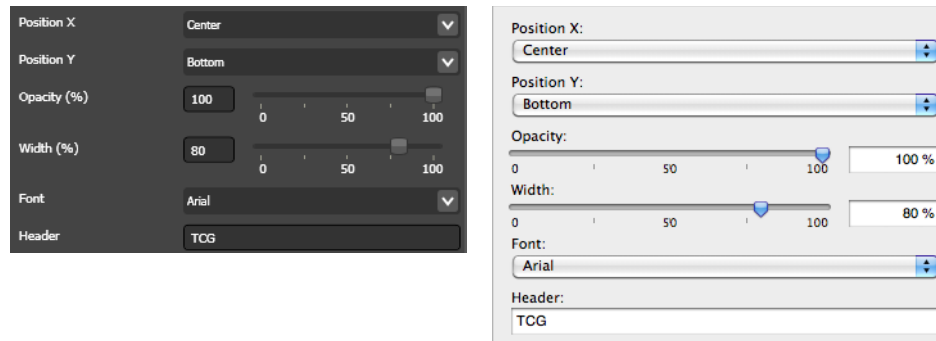 Position X Center
Position Y Bottom
Opacity (%) 100
0 50 100
Width (%) 80
0 50 100
Font Arial
Header TCG
Position X:
Center
Position Y:
Bottom
Opacity:
100 %
0 50 100
Width:
80 %
0 50 100
Font:
Arial
Header:
TCG